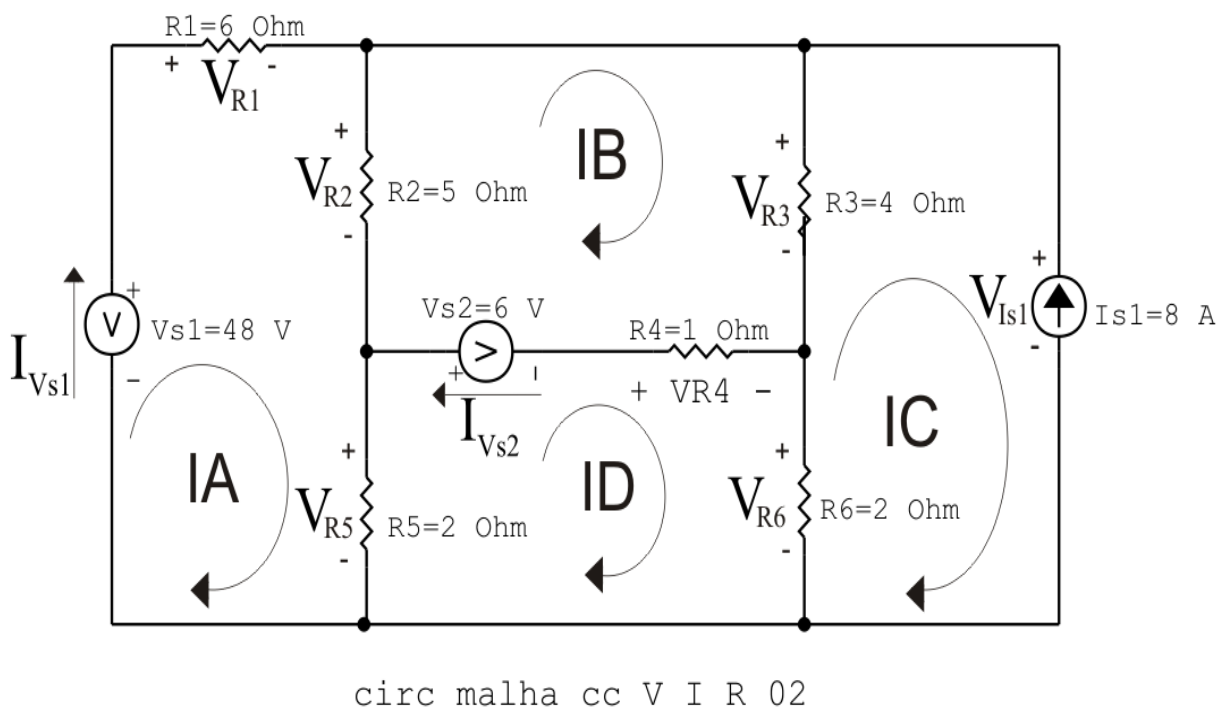 R1=6 Ohm
+ -
VR1
IB
+
VR2
-
R2=5 Ohm
+
VR3
-
R3=4 Ohm
+
VIs1
-
Is1=8 A
+
V
-
Vs1=48 V
IVs1
Vs2=6 V
V
+ -
IVs2
R4=1 Ohm
+ VR4 -
IA
+
VR5
-
R5=2 Ohm
ID
+
VR6
-
R6=2 Ohm
IC
circ malha cc V I R 02